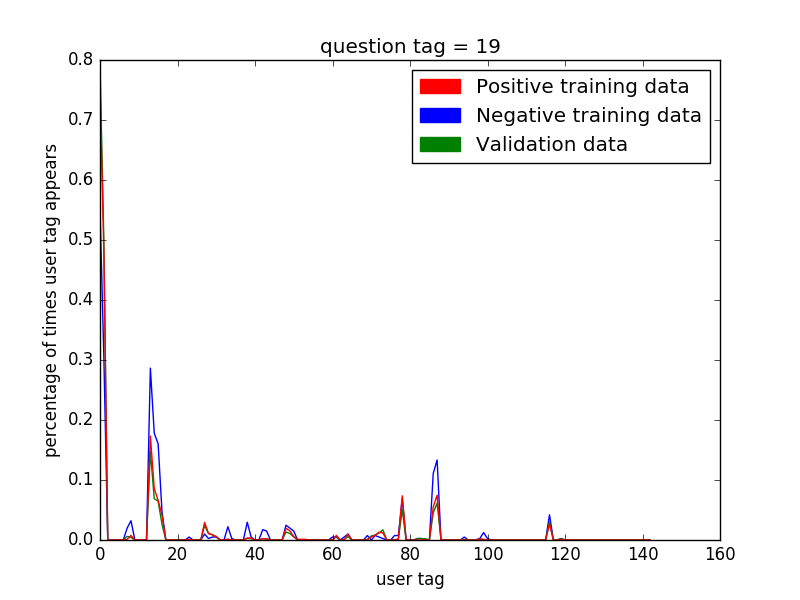 question tag = 19
Positive training data
Negative training data
Validation data
percentage of times user tag appears
0.8
0.7
0.6
0.5
0.4
0.3
0.2
0.1
0.0
0 20 40 60 80 100 120 140 160
user tag